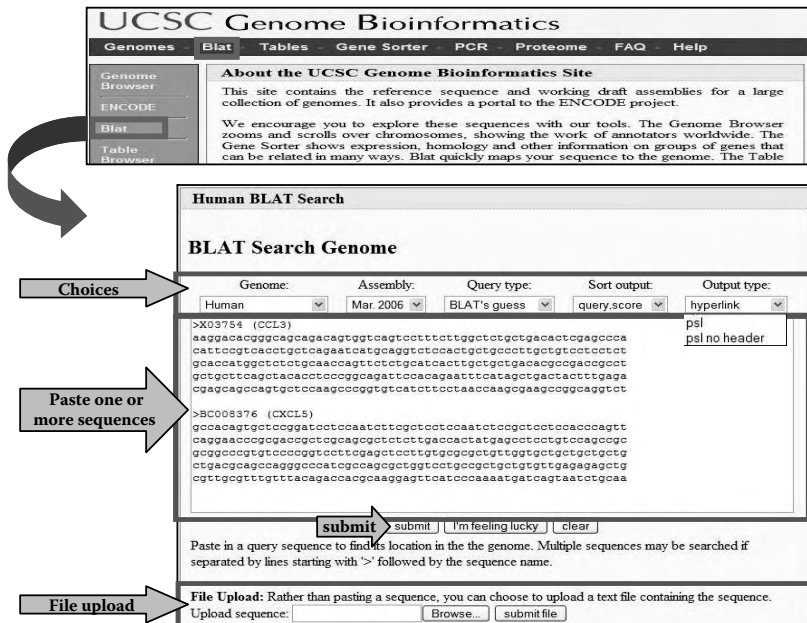 UCSC Genome Bioinformatics
Genomes - Blat - Tables - Gene Sorter - PCR - Proteome - FAQ - Help
Genome
Browser
ENCODE
Blat
Table
Browser
About the UCSC Genome Bioinformatics Site
This site contains the reference sequence and working draft assemblies for a large
collection of genomes. It also provides a portal to the ENCODE project.
We encourage you to explore these sequences with our tools. The Genome Browser
zooms and scrolls over chromosomes, showing the work of annotators worldwide. The
Gene Sorter shows expression, homology and other information on groups of genes that
can be related in many ways. Blat quickly maps your sequence to the genome. The Table
Human BLAT Search
BLAT Search Genome
Choices
Genome: Assembly: Query type: Sort output: Output type:
Human Mar. 2006 BLAT's guess query,score hyperlink
psl
psl no header
Paste one or
more sequences
>X03754 (CCL3)
aaggacacgggcagcagacagtggtcagtcctttcttggctctgctgacactcgagccca
cattccgtcacctgctcagaatcatgcaggtctccactgctgcccttgctgtcctcctct
gcaccatggctctctgcaaccagttctctgcatcacttgctgctgacacgccgaccgcct
gctgcttcagctacacctcccggcagattccacagaatttcatagctgactactttgaga
cgagcagccagtgctccaagcccggtgtcatcttcctaaccaagcgaagccggcaggtct
>BC008376 (CXCL5)
gccacagtgctccggatcctccaatcttcgctcctccaatctccgctcctccacccagtt
caggaacccgcgaccgctcgcagcgctctcttgaccactatgagcctcctgtccagccgc
gcggcccgtgtccccggtcctt​cgagctccttgtgcgcgctgttggtgctgctgctgctg
ctgacgcagccagggcccatcgccagcgctggtcctgccgctgctgtgttgagagagctg
cgttgcgtttgtttacagaccacgcaaggagttcatcccaaaatgatcagtaatctgcaa
submit submit I'm feeling lucky clear
Paste in a query sequence to find its location in the the genome. Multiple sequences may be searched if
separated by lines starting with '>' followed by the sequence name.
File upload
File Upload: Rather than pasting a sequence, you can choose to upload a text file containing the sequence.
Upload sequence: Browse... submit file